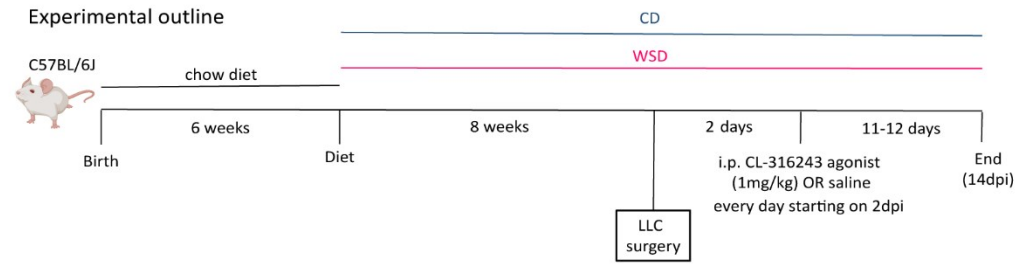 Experimental outline
CD
C57BL/6J
WSD
chow diet
6 weeks
8 weeks
2 days
11-12 days
Birth
Diet
i.p. CL-316243 agonist
(1mg/kg) OR saline
every day starting on 2dpi
End
(14dpi)
LLC
surgery